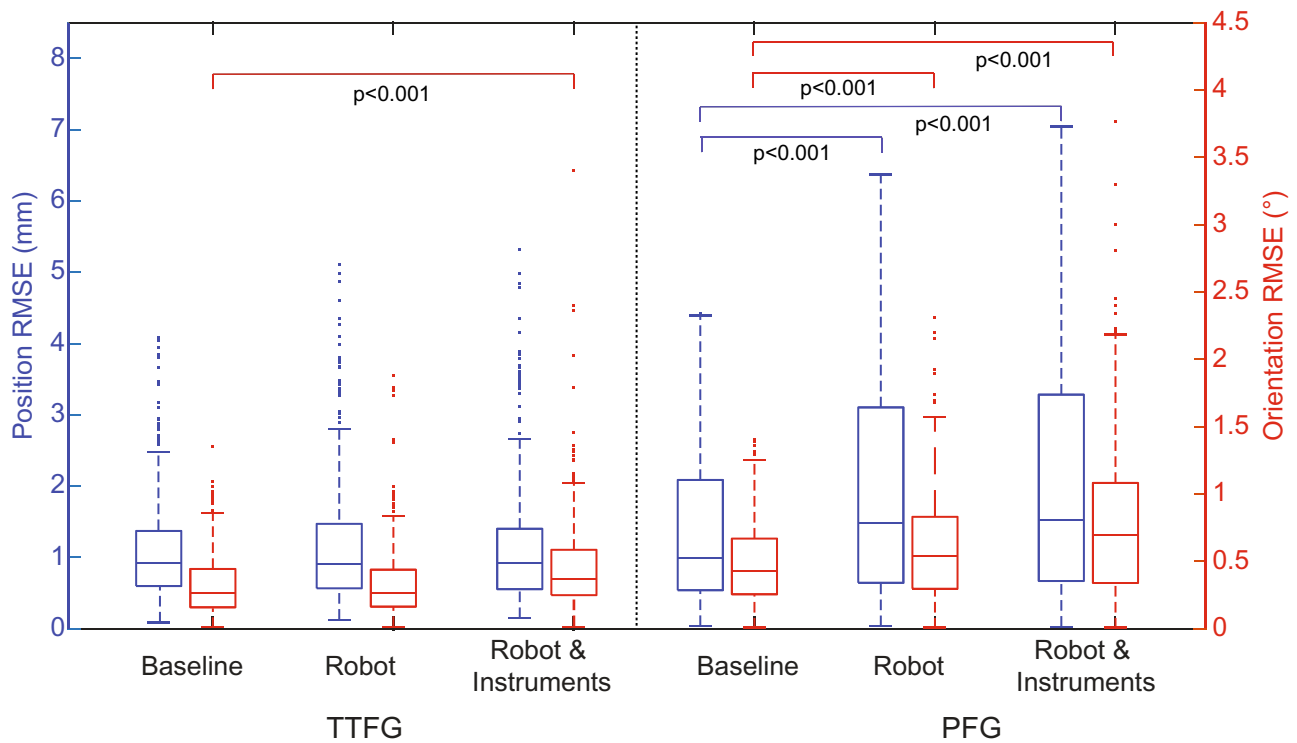 8
7
6
5
4
3
2
1
0
Position RMSE (mm)
4.5
4
3.5
3
2.5
2
1.5
1
0.5
0
Orientation RMSE (°)
p<0.001
p<0.001
p<0.001
p<0.001
p<0.001
Baseline
Robot
Robot &
Instruments
Baseline
Robot
Robot &
Instruments
TTFG
PFG